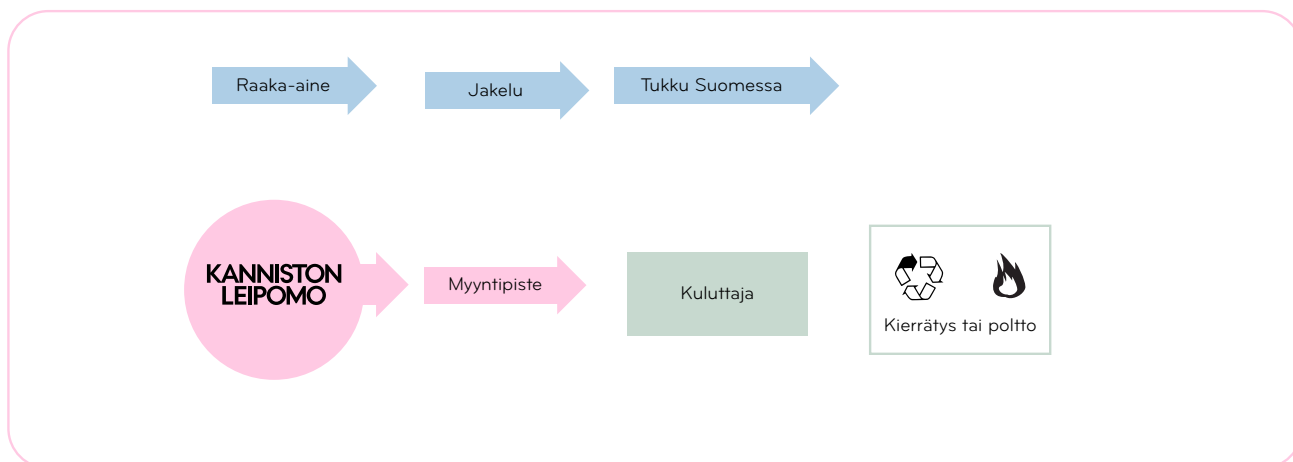 Raaka-aine
Jakelu
Tukku Suomessa
KANNISTON
LEIPOMO
Myyntipiste
Kuluttaja
Kierrätys tai poltto